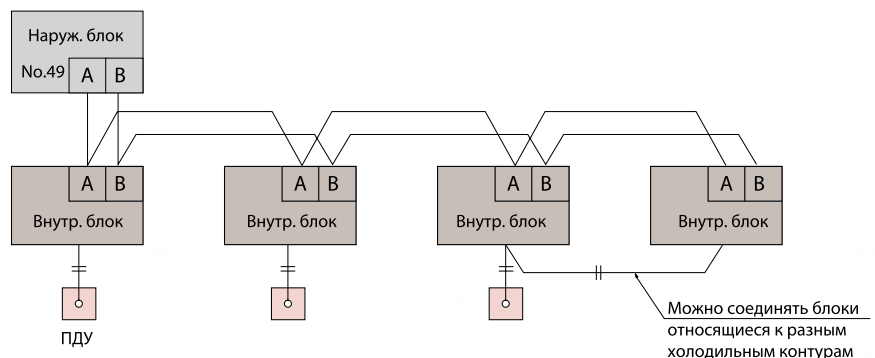 Наруж. блок
No.49 A B
A B
Внутр. блок
A B
Внутр. блок
A B
Внутр. блок
A B
Внутр. блок
ПДУ
Можно соединять блоки
относящиеся к разным
холодильным контурам